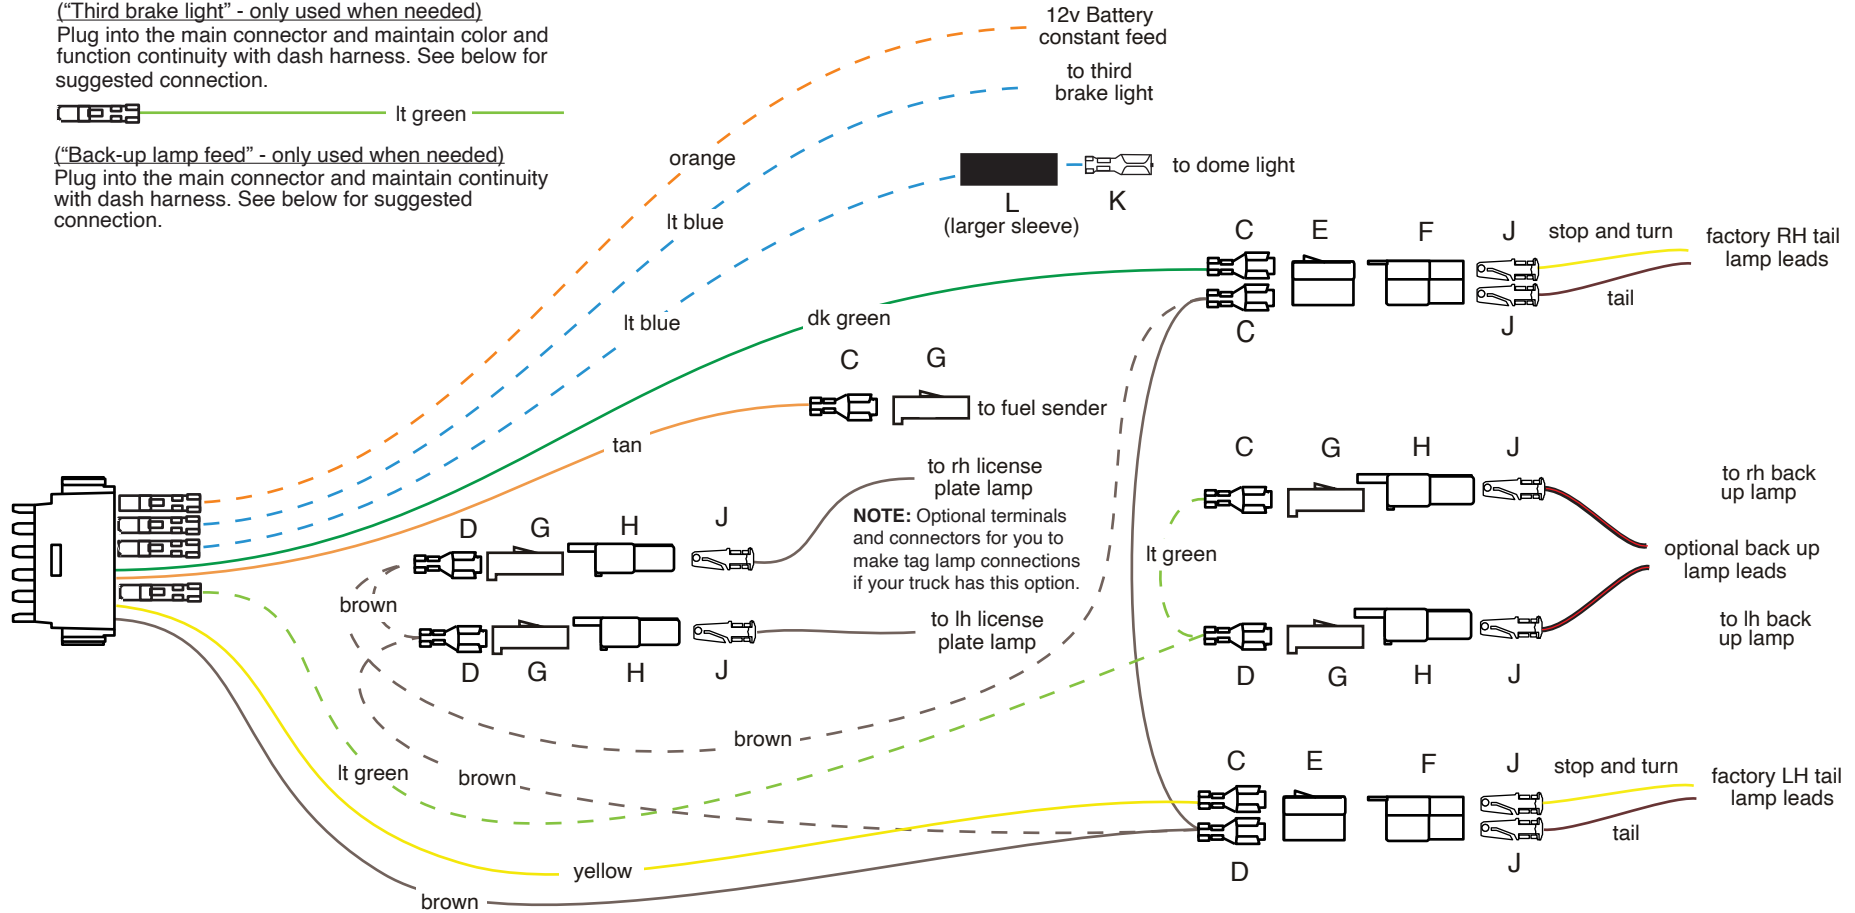 ("Third brake light" - only used when needed)
Plug into the main connector and maintain color and
function continuity with dash harness. See below for
suggested connection.
lt green
("Back-up lamp feed" - only used when needed)
Plug into the main connector and maintain continuity
with dash harness. See below for suggested
connection.
12v Battery
constant feed
to third
brake light
orange
lt blue
L
(larger sleeve)
K
to dome light
lt blue
dk green
C
E
F
J
stop and turn
factory RH tail
lamp leads
tail
C
J
C
G
to fuel sender
tan
to rh license
plate lamp
NOTE: Optional terminals
and connectors for you to
make tag lamp connections
if your truck has this option.
D
G
H
J
brown
to lh license
plate lamp
D
G
H
J
C
G
H
J
to rh back
up lamp
lt green
optional back up
lamp leads
to lh back
up lamp
D
G
H
J
brown
brown
lt green
C
E
F
J
stop and turn
factory LH tail
lamp leads
tail
D
J
yellow
brown